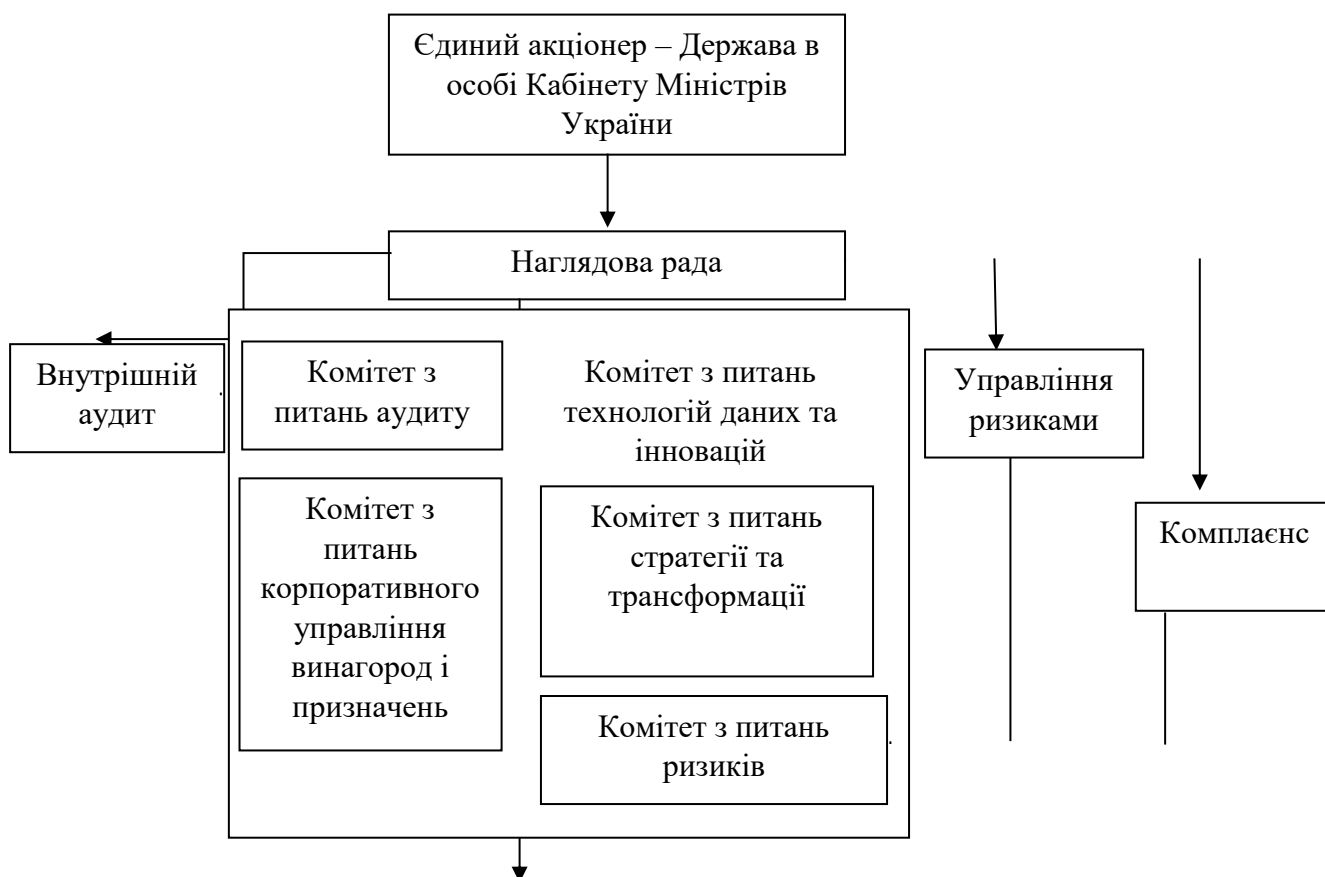 Єдиний акціонер – Держава в
особі Кабінету Міністрів
України
Наглядова рада
Внутрішній
аудит
Комітет з
питань аудиту
Комітет з питань
технологій даних та
інновацій
Управління
ризиками
Комітет з
питань
корпоративного
управління
винагород і
призначень
Комітет з питань
стратегії та
трансформації
Комплаєнс
Комітет з питань
ризиків